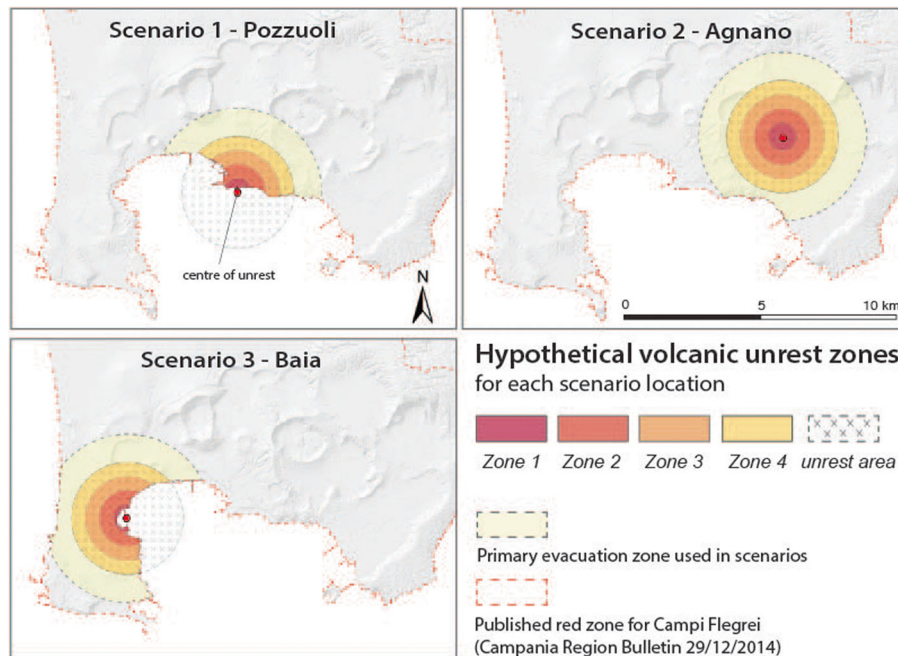 Scenario 1 - Pozzuoli
centre of unrest
N
Scenario 2 - Agnano
0 5 10 km
Scenario 3 - Baia
Hypothetical volcanic unrest zones
for each scenario location
Zone 1 Zone 2 Zone 3 Zone 4 unrest area
Primary evacuation zone used in scenarios
Published red zone for Campi Flegrei
(Campania Region Bulletin 29/12/2014)